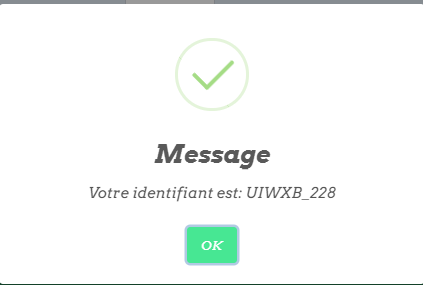 Message
Votre identifiant est: UIWXB_228
OK